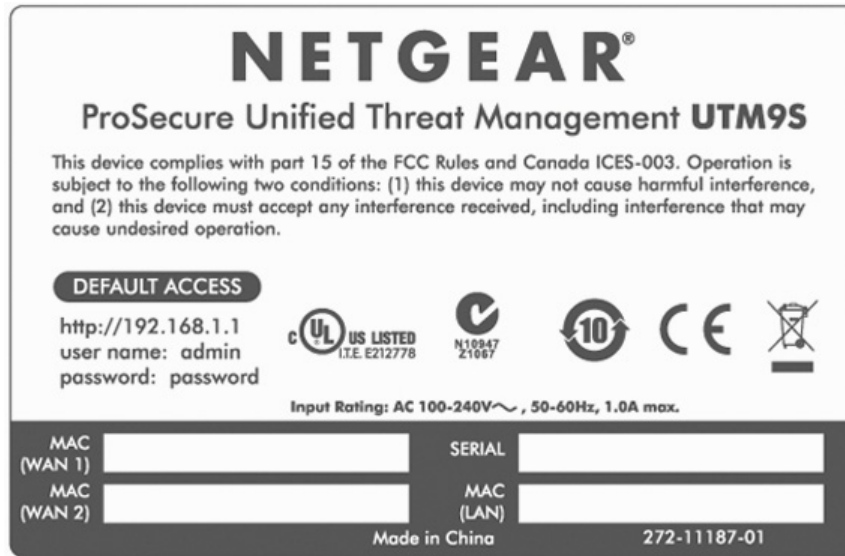 NETGEAR®
ProSecure Unified Threat Management UTM9S
This device complies with part 15 of the FCC Rules and Canada ICES-003. Operation is
subject to the following two conditions: (1) this device may not cause harmful interference,
and (2) this device must accept any interference received, including interference that may
cause undesired operation.
DEFAULT ACCESS
http://192.168.1.1
user name: admin
password: password
C UL® US LISTED
I.T.E. E212778
N10947
Z1067
10
CE
Input Rating: AC 100-240V～ , 50-60Hz, 1.0A max.
MAC
(WAN 1)
SERIAL
MAC
(WAN 2)
MAC
(LAN)
Made in China
272-11187-01